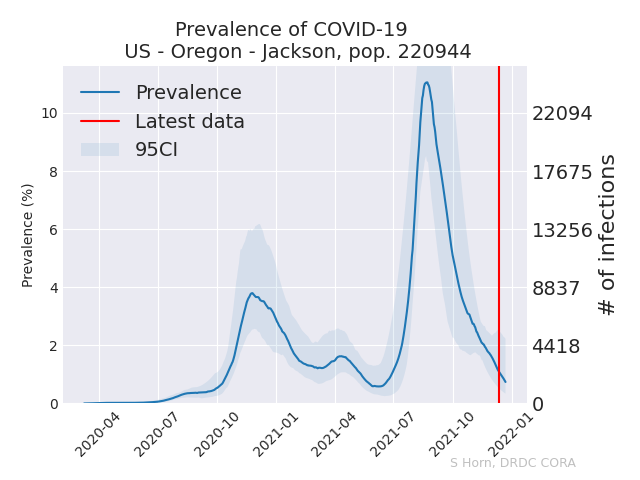 Prevalence of COVID-19
US - Oregon - Jackson, pop. 220944
Prevalence
Latest data
95CI
10
8
6
4
2
0
Prevalence (%)
22094
17675
13256
8837
4418
0
# of infections
2020-04
2020-07
2020-10
2021-01
2021-04
2021-07
2021-10
2022-01
S Horn, DRDC CORA